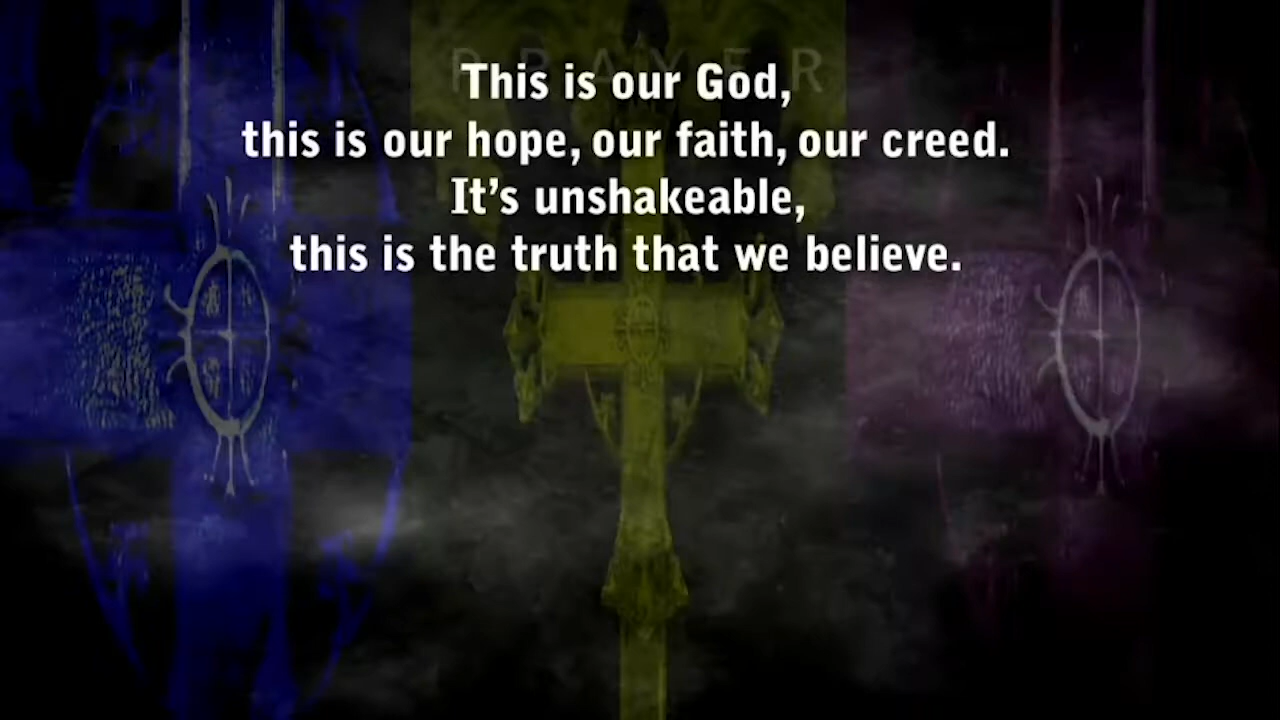 PRAYER
This is our God,
this is our hope, our faith, our creed.
It’s unshakeable,
this is the truth that we believe.